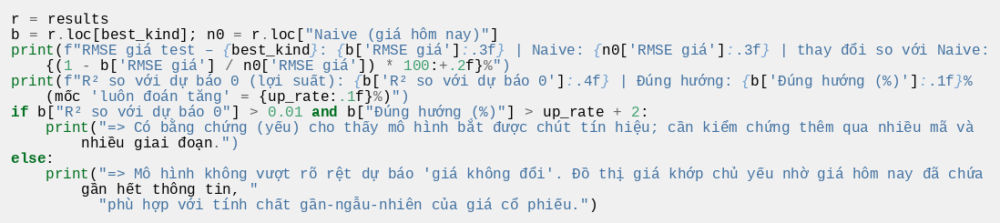 r = results
b = r.loc[best_kind]; n0 = r.loc["Naive (giá hôm nay)"]
print(f"RMSE giá test – {best_kind}: {b['RMSE giá']:.3f} | Naive: {n0['RMSE giá']:.3f} | thay đổi so với Naive:
{(1 - b['RMSE giá'] / n0['RMSE giá']) * 100:+.2f}%")
print(f"R² so với dự báo 0 (lợi suất): {b['R² so với dự báo 0']:.4f} | Đúng hướng: {b['Đúng hướng (%)']:.1f}%
(mốc 'luôn đoán tăng' = {up_rate:.1f}%)")
if b["R² so với dự báo 0"] > 0.01 and b["Đúng hướng (%)"] > up_rate + 2:
print("=> Có bằng chứng (yếu) cho thấy mô hình bắt được chút tín hiệu; cần kiểm chứng thêm qua nhiều mã và
nhiều giai đoạn.")
else:
print("=> Mô hình không vượt rõ rệt dự báo 'giá không đổi'. Đồ thị giá khớp chủ yếu nhờ giá hôm nay đã chứa
gần hết thông tin, "
"phù hợp với tính chất gần-ngẫu-nhiên của giá cổ phiếu.")